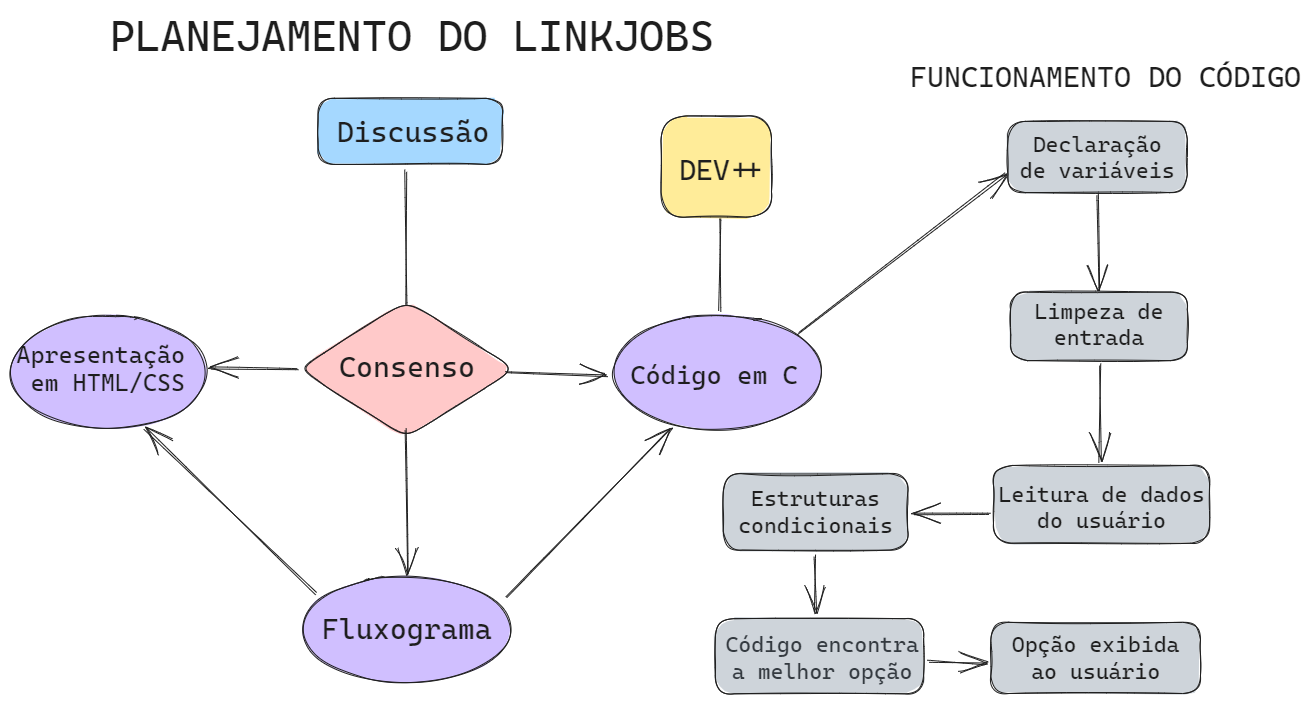 PLANEJAMENTO DO LINKJOBS
FUNCIONAMENTO DO CÓDIGO
Discussão
DEV++
Declaração
de variáveis
Limpeza de
entrada
Apresentação
em HTML/CSS
Consenso
Código em C
Leitura de dados
do usuário
Estruturas
condicionais
Fluxograma
Código encontra
a melhor opção
Opção exibida
ao usuário